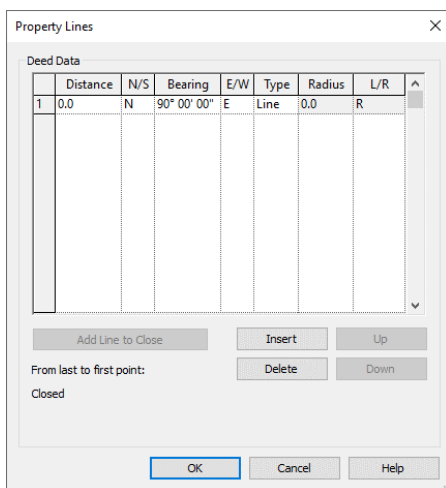 Property Lines
Deed Data
Distance N/S Bearing E/W Type Radius L/R
1 0.0 N 90° 00' 00" E Line 0.0 R
Add Line to Close Insert Up
From last to first point: Delete Down
Closed
OK Cancel Help